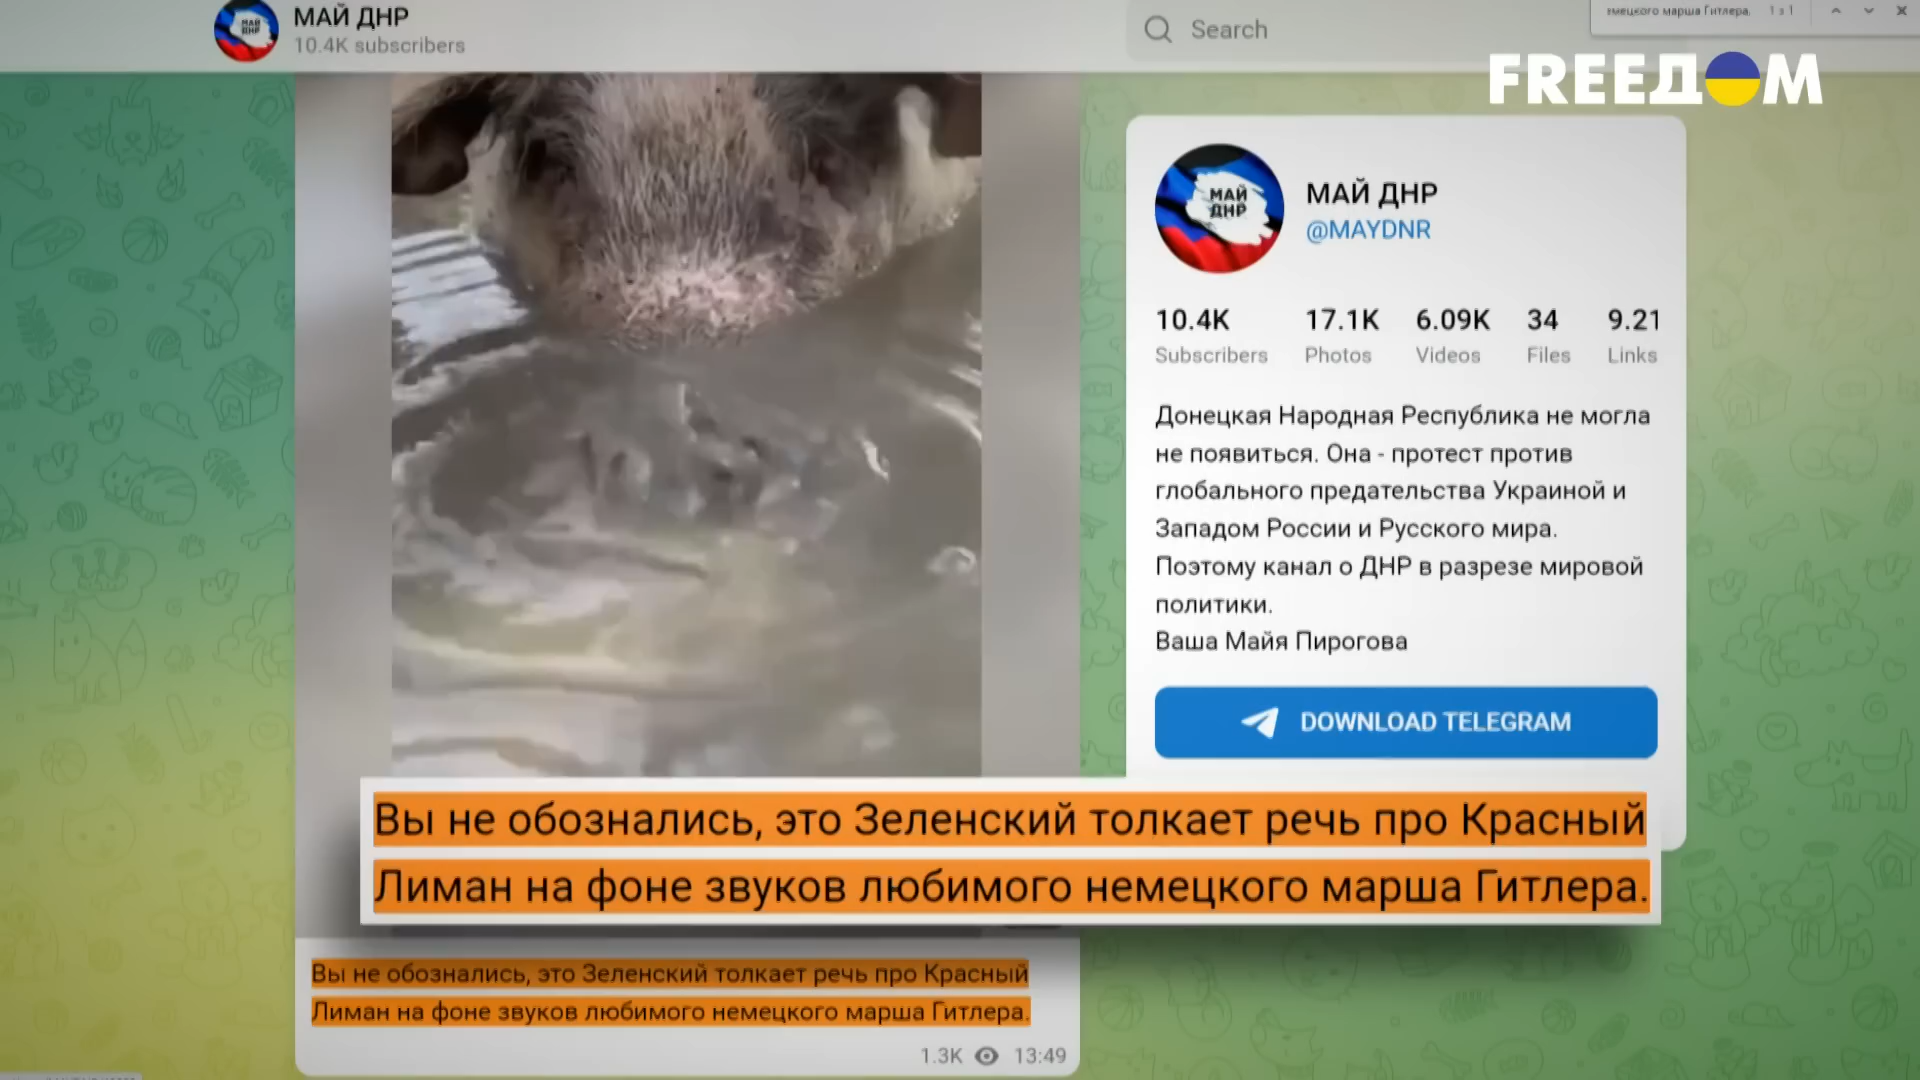 МАЙ ДНР
10.4K subscribers
Search
емецкого марша Гитлера.
1 з 1
FREEДОМ
МАЙ
ДНР
МАЙ ДНР
@MAYDNR
10.4K 17.1K 6.09K 34 9.21
Subscribers Photos Videos Files Links
Донецкая Народная Республика не могла
не появиться. Она - протест против
глобального предательства Украиной и
Западом России и Русского мира.
Поэтому канал о ДНР в разрезе мировой
политики.
Ваша Майя Пирогова
DOWNLOAD TELEGRAM
Вы не обознались, это Зеленский толкает речь про Красный
Лиман на фоне звуков любимого немецкого марша Гитлера.
Вы не обознались, это Зеленский толкает речь про Красный
Лиман на фоне звуков любимого немецкого марша Гитлера.
1.3K 13:49